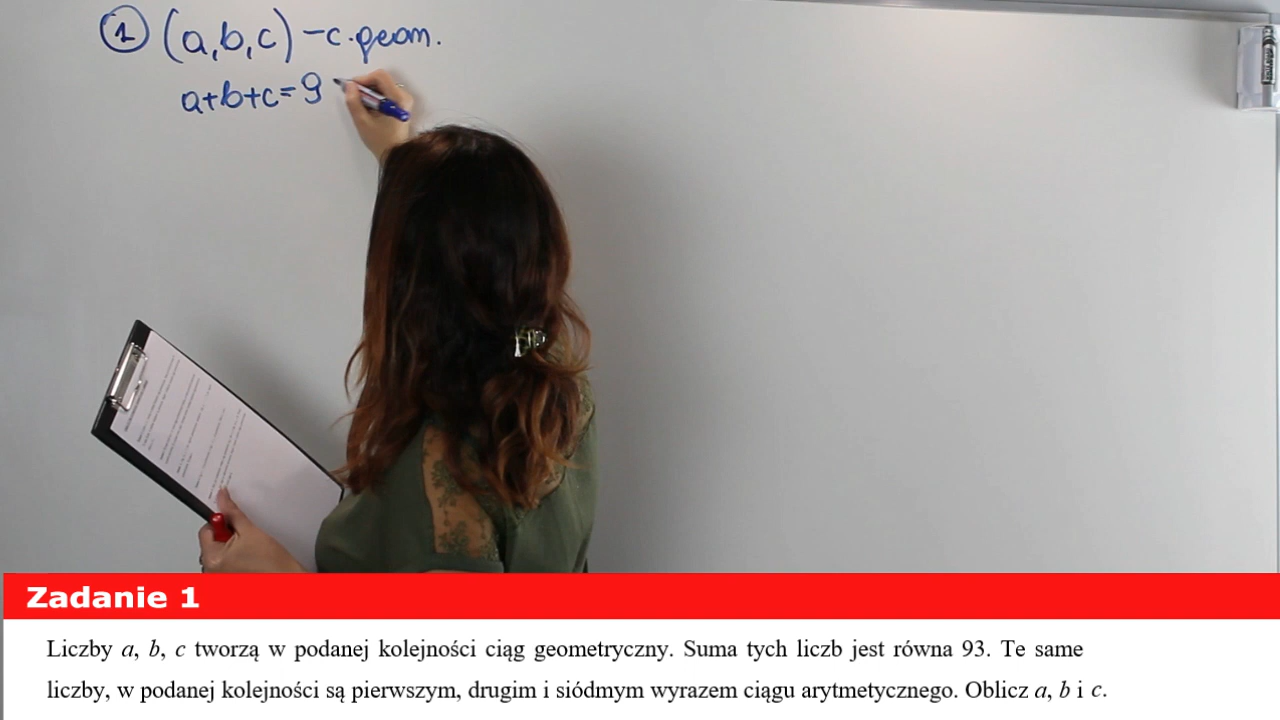 ① (a,b,c) - c. geom.
a+b+c=9
Zadanie 1
Liczby a, b, c tworzą w podanej kolejności ciąg geometryczny. Suma tych liczb jest równa 93. Te same
liczby, w podanej kolejności są pierwszym, drugim i siódmym wyrazem ciągu arytmetycznego. Oblicz a, b i c.